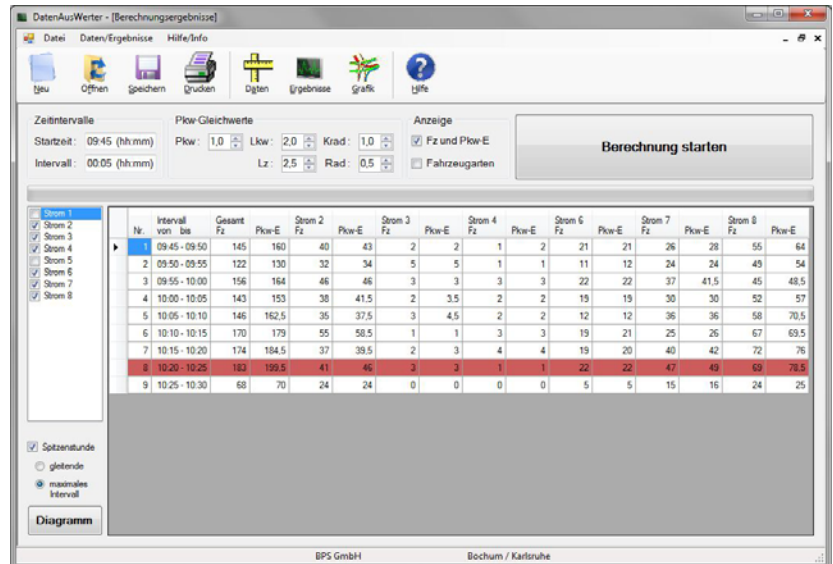 DatenAusWerter - [Berechnungsergebnisse]
Datei Daten/Ergebnisse Hilfe/Info
Neu Öffnen Speichern Drucken Daten Ergebnisse Grafik Hilfe
Zeitintervalle Pkw-Gleichwerte Anzeige
Startzeit: 09:45 (hh:mm) Pkw: 1,0 Lkw: 2,0 Krad: 1,0 Fz und Pkw-E
Intervall: 00:05 (hh:mm) Lz: 2,5 Rad: 0,5 Fahrzeugarten
Berechnung starten
Strom 1
Strom 2
Strom 3
Strom 4
Strom 5
Strom 6
Strom 7
Strom 8
Intervall Gesamt Strom 2 Strom 3 Strom 4 Strom 6 Strom 7 Strom 8
Nr. von bis Fz Pkw-E Fz Pkw-E Fz Pkw-E Fz Pkw-E Fz Pkw-E Fz Pkw-E Fz Pkw-E
1 09:45 - 09:50 145 160 40 43 2 2 1 2 21 21 26 28 55 64
2 09:50 - 09:55 122 130 32 34 5 5 1 1 11 12 24 24 49 54
3 09:55 - 10:00 156 164 46 46 3 3 3 3 22 22 37 41,5 45 48,5
4 10:00 - 10:05 143 153 38 41,5 2 3,5 2 2 19 19 30 30 52 57
5 10:05 - 10:10 146 162,5 35 37,5 3 4,5 2 2 12 12 36 36 58 70,5
6 10:10 - 10:15 170 179 55 58,5 1 1 3 3 19 21 25 26 67 69,5
7 10:15 - 10:20 174 184,5 37 39,5 2 3 4 4 19 20 40 42 72 76
8 10:20 - 10:25 183 199,5 41 46 3 3 1 1 22 22 47 49 69 78,5
9 10:25 - 10:30 68 70 24 24 0 0 0 0 5 5 15 16 24 25
Spitzenstunde
gleitende
maximales
Intervall
Diagramm
BPS GmbH Bochum / Karlsruhe